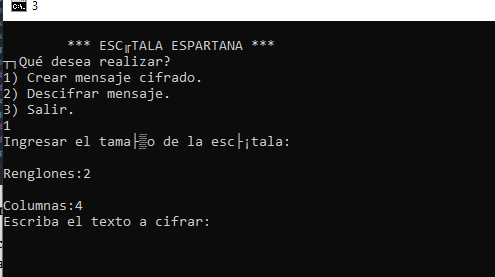 3
*** ESC╓TALA ESPARTANA ***
┬┐Qué desea realizar?
1) Crear mensaje cifrado.
2) Descifrar mensaje.
3) Salir.
1
Ingresar el tama├▒o de la esc├¡tala:
Renglones:2
Columnas:4
Escriba el texto a cifrar: